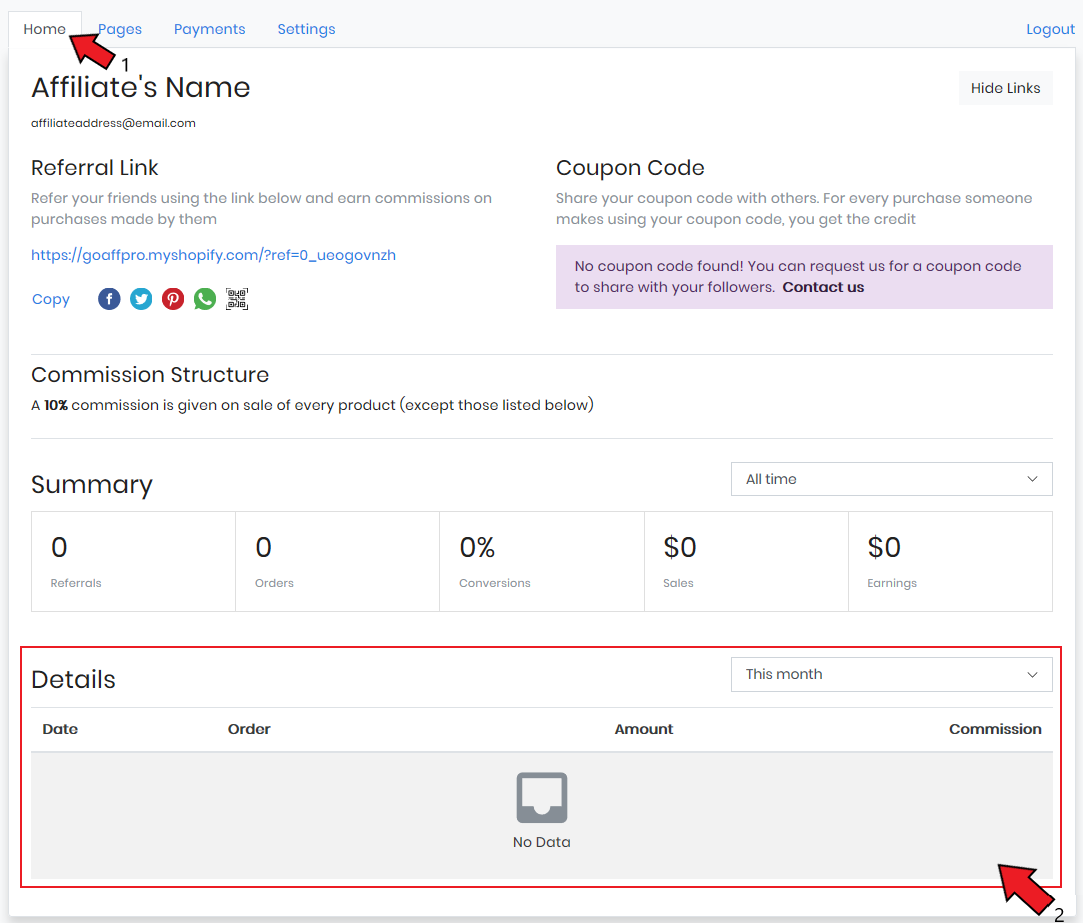 Home Pages Payments Settings Logout
1
Affiliate's Name Hide Links
affiliateaddress@email.com
Referral Link
Refer your friends using the link below and earn commissions on
purchases made by them
https://goaffpro.myshopify.com/?ref=0_ueogovnzh
Copy
Coupon Code
Share your coupon code with others. For every purchase someone
makes using your coupon code, you get the credit
No coupon code found! You can request us for a coupon code
to share with your followers. Contact us
Commission Structure
A 10% commission is given on sale of every product (except those listed below)
Summary All time
0 0 0% $0 $0
Referrals Orders Conversions Sales Earnings
Details This month
Date Order Amount Commission
No Data
2